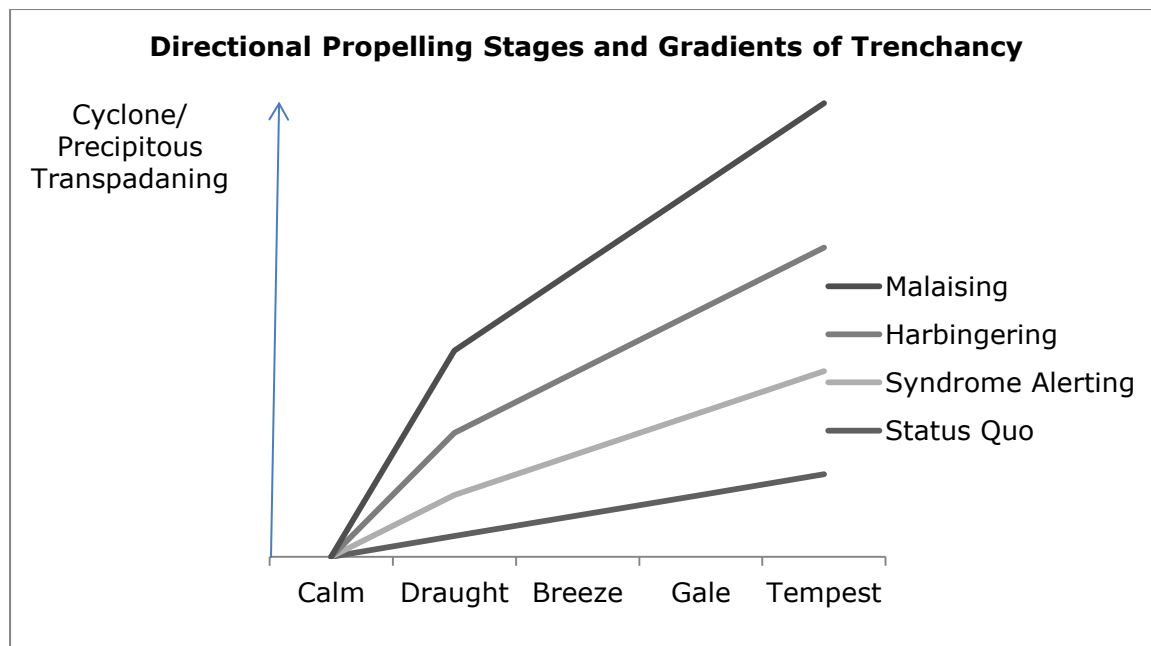 Directional Propelling Stages and Gradients of Trenchancy
Cyclone/
Precipitous
Transpadaning
Malaising
Harbingering
Syndrome Alerting
Status Quo
Calm Draught Breeze Gale Tempest